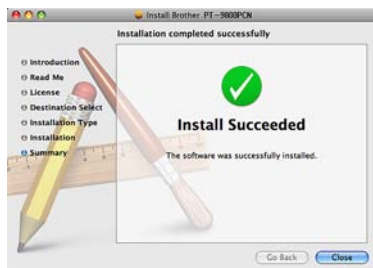 Install Brother PT-9800PCN
Installation completed successfully
Introduction
Read Me
License
Destination Select
Installation Type
Installation
Summary
Install Succeeded
The software was successfully installed.
Go Back
Close